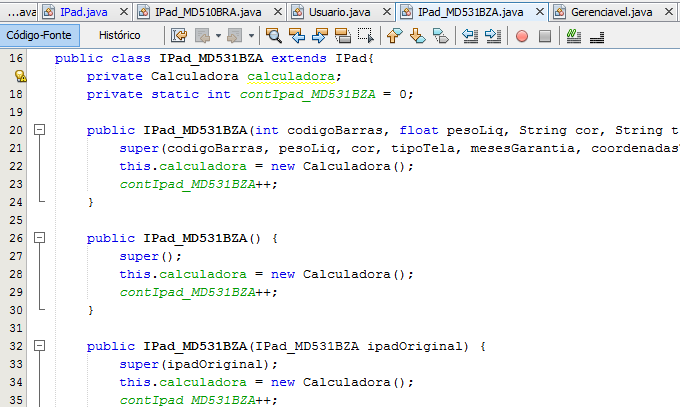 ...ava IPad.java IPad_MD510BRA.java Usuario.java IPad_MD531BZA.java Gerenciavel.java
Código-Fonte Histórico
16 public class IPad_MD531BZA extends IPad{
private Calculadora calculadora;
18 private static int contIpad_MD531BZA = 0;
19
20 public IPad_MD531BZA(int codigoBarras, float pesoLiq, String cor, String t
21 super(codigoBarras, pesoLiq, cor, tipoTela, mesesGarantia, coordenadas
22 this.calculadora = new Calculadora();
23 contIpad_MD531BZA++;
24 }
25
26 public IPad_MD531BZA() {
27 super();
28 this.calculadora = new Calculadora();
29 contIpad_MD531BZA++;
30 }
31
32 public IPad_MD531BZA(IPad_MD531BZA ipadOriginal) {
33 super(ipadOriginal);
34 this.calculadora = new Calculadora();
35 contIpad_MD531BZA++;